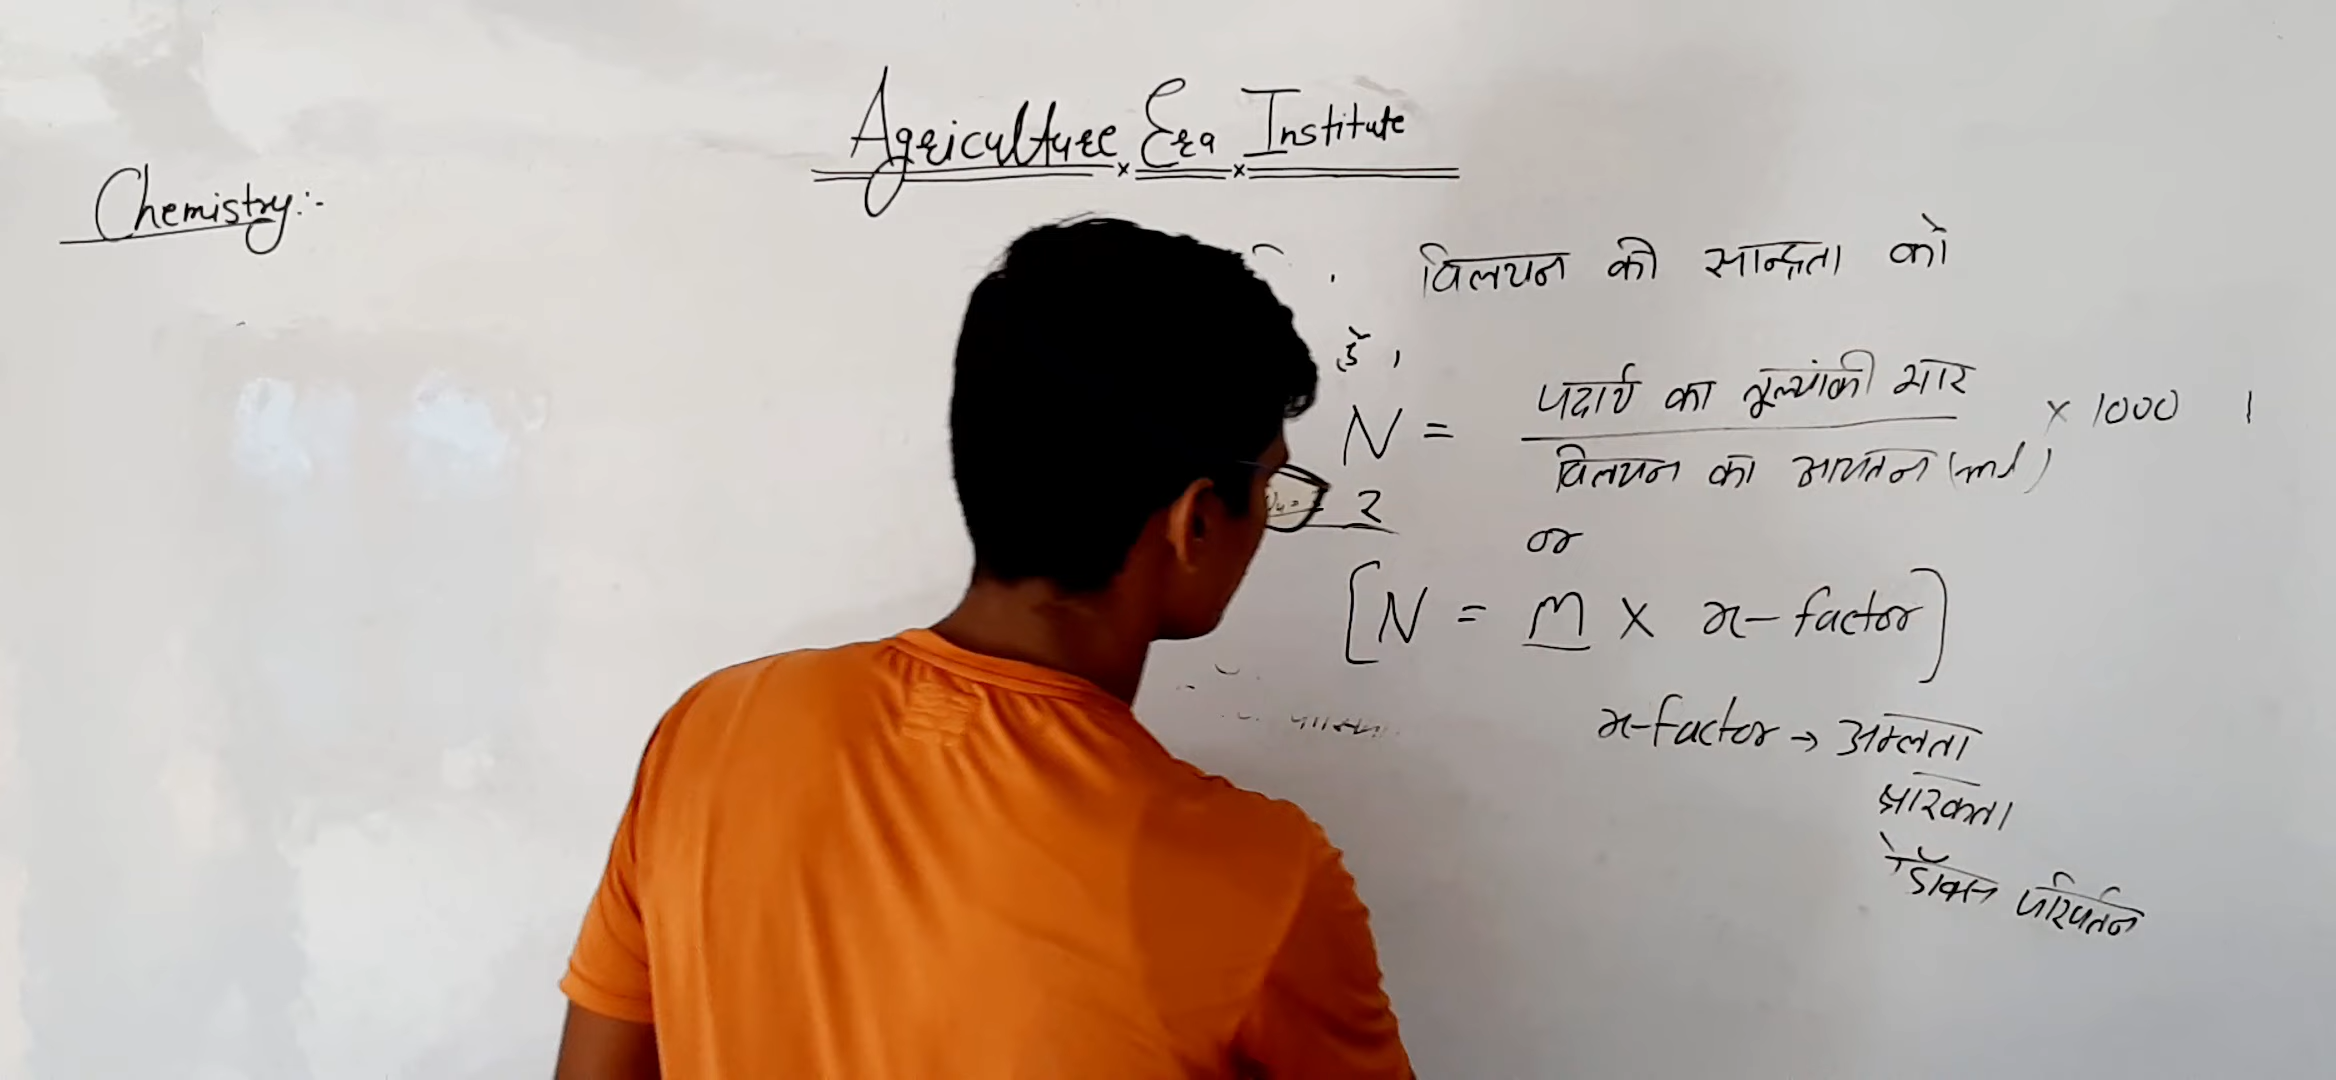 Agriculture Era Institute
Chemistry:-
विलयन की सान्द्रता को
हैं।
N = पदार्थ का तूल्यांकी भार
विलयन का आयतन (ml) × 1000
2
or
[N = M × x-factor]
x-factor → अम्लता
क्षारकता
रेडॉक्स परिवर्तन